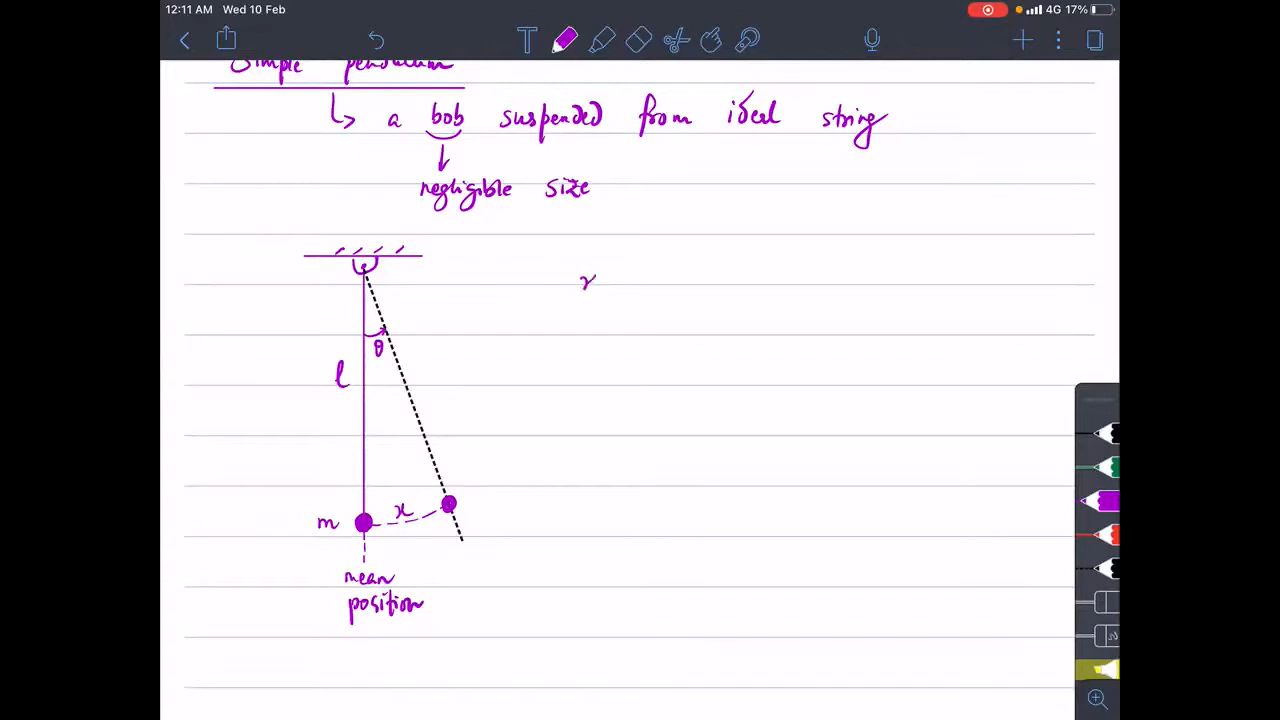 12:11 AM Wed 10 Feb 4G 17%
T
Simple pendulum
a bob suspended from ideal string
negligible size
x
θ
l
m x
mean
position